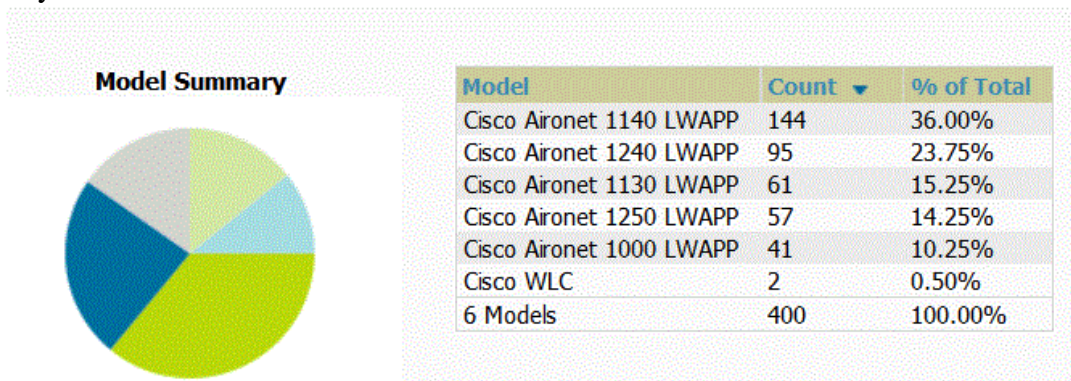 Model Summary
Model Count % of Total
Cisco Aironet 1140 LWAPP 144 36.00%
Cisco Aironet 1240 LWAPP 95 23.75%
Cisco Aironet 1130 LWAPP 61 15.25%
Cisco Aironet 1250 LWAPP 57 14.25%
Cisco Aironet 1000 LWAPP 41 10.25%
Cisco WLC 2 0.50%
6 Models 400 100.00%